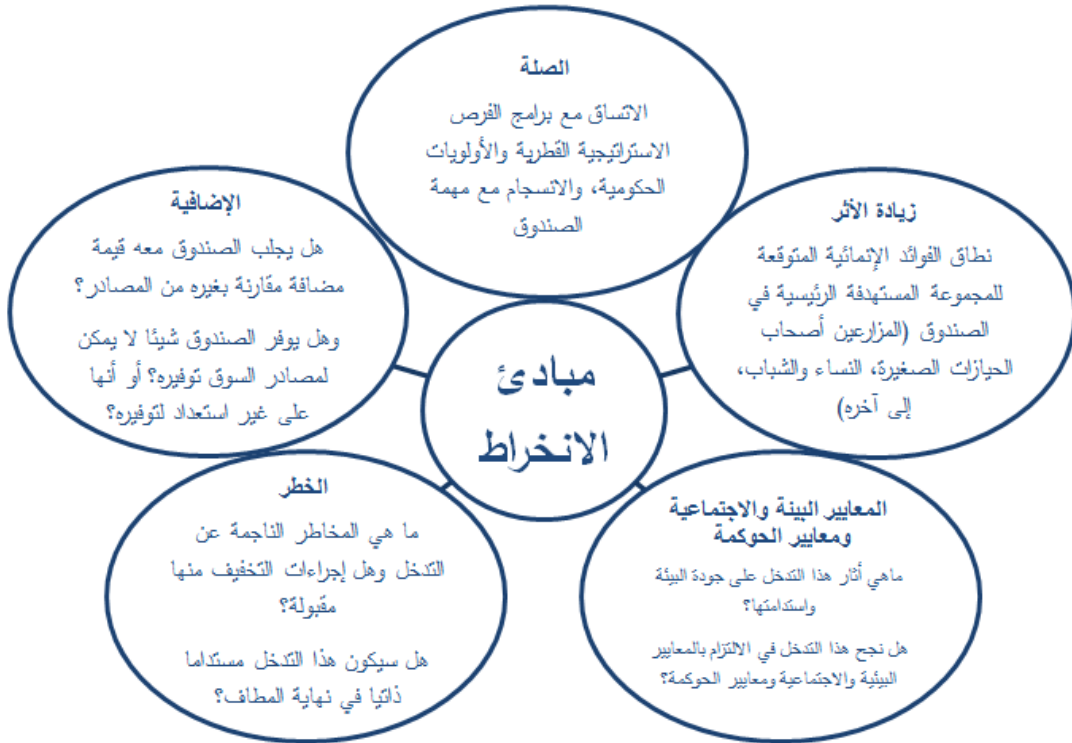 الصلة
الاتساق مع برامج الفرص
الاستراتيجية القطرية والأولويات
الحكومية، والانسجام مع مهمة
الصندوق
زيادة الأثر
نطاق الفوائد الإنمائية المتوقعة
للمجموعة المستهدفة الرئيسية في
الصندوق (المزارعين أصحاب
الحيازات الصغيرة، النساء والشباب،
إلى آخره)
الإضافية
هل يجلب الصندوق معه قيمة
مضافة مقارنة بغيره من المصادر؟
وهل يوفر الصندوق شيئا لا يمكن
لمصادر السوق توفيره؟ أو أنها
على غير استعداد لتوفيره؟
مبادئ
الانخراط
المعايير البينة والاجتماعية
ومعايير الحوكمة
ماهي أثار هذا التدخل على جودة البيئة
واستدامتها؟
هل نجح هذا التدخل في الالتزام بالمعايير
البيئية والاجتماعية ومعايير الحوكمة؟
الخطر
ما هي المخاطر الناجمة عن
التدخل وهل إجراءات التخفيف منها
مقبولة؟
هل سيكون هذا التدخل مستداما
ذاتيا في نهاية المطاف؟